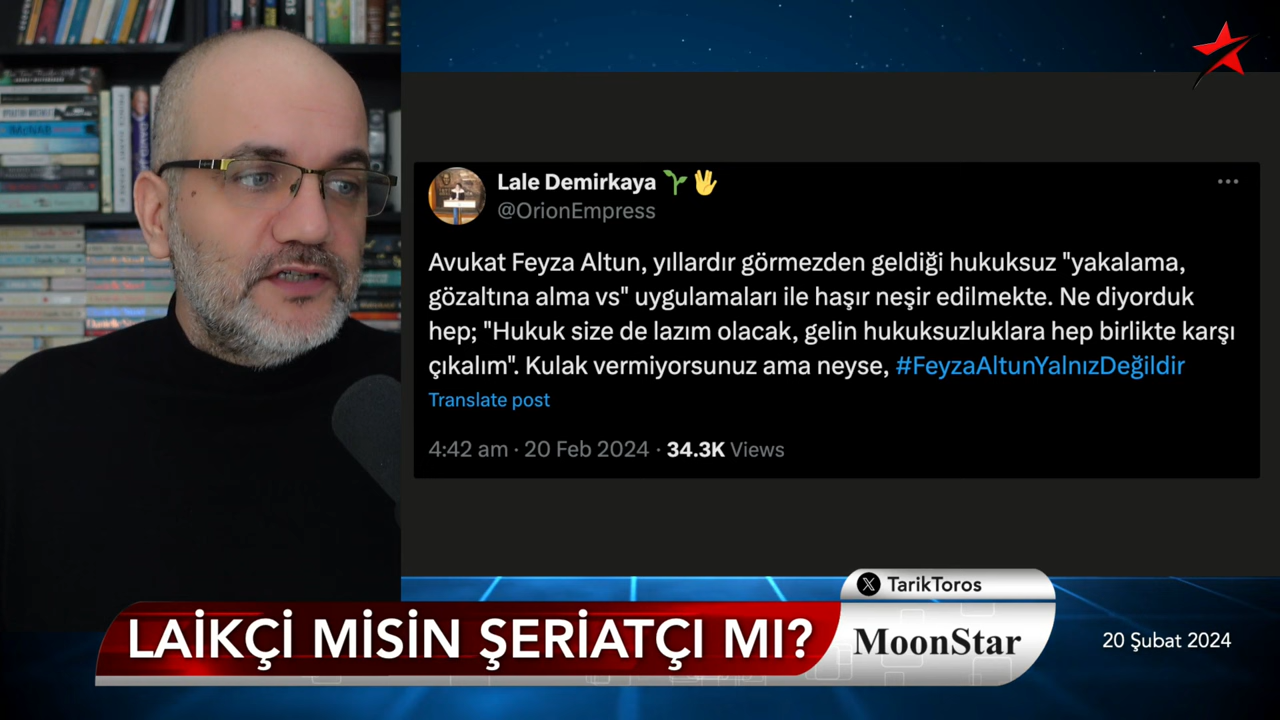 Lale Demirkaya
@OrionEmpress
Avukat Feyza Altun, yıllardır görmezden geldiği hukuksuz "yakalama,
gözaltına alma vs" uygulamaları ile haşır neşir edilmekte. Ne diyorduk
hep; "Hukuk size de lazım olacak, gelin hukuksuzluklara hep birlikte karşı
çıkalım". Kulak vermiyorsunuz ama neyse, #FeyzaAltunYalnızDeğildir
Translate post
4:42 am · 20 Feb 2024 · 34.3K Views
TarikToros
LAİKÇİ MİSİN ŞERİATÇI MI?
MoonStar
20 Şubat 2024